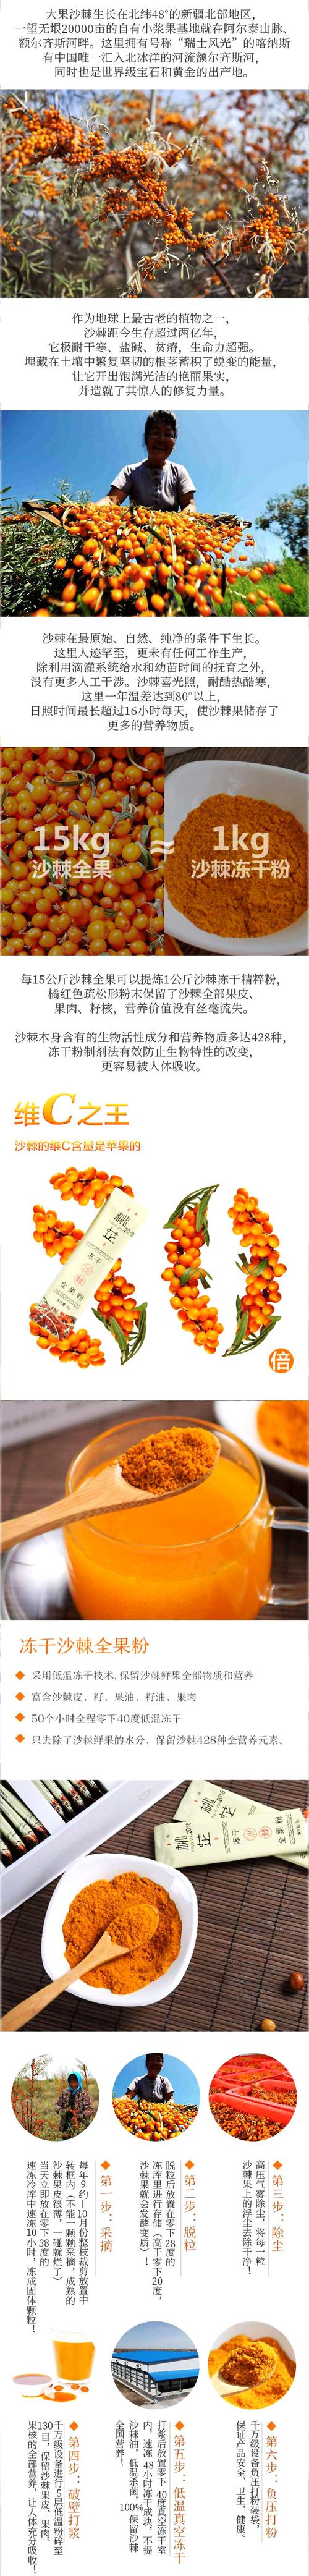 大果沙棘生长在北纬48°的新疆北部地区，
一望无垠20000亩的自有小浆果基地就在阿尔泰山脉、
额尔齐斯河畔。这里拥有号称“瑞士风光”的喀纳斯
有中国唯一汇入北冰洋的河流额尔齐斯河，
同时也是世界级宝石和黄金的出产地。
作为地球上最古老的植物之一，
沙棘距今生存超过两亿年，
它极耐干寒、盐碱、贫瘠，生命力超强。
埋藏在土壤中繁复坚韧的根茎蓄积了蜕变的能量，
让它开出饱满光洁的艳丽果实，
并造就了其惊人的修复力量。
沙棘在最原始、自然、纯净的条件下生长。
这里人迹罕至，更未有任何工作生产，
除利用滴灌系统给水和幼苗时间的抚育之外，
没有更多人工干涉。沙棘喜光照，耐酷热酷寒，
这里一年温差达到80°以上，
日照时间最长超过16小时每天，使沙棘果储存了
更多的营养物质。
15kg ≈ 1kg
沙棘全果 沙棘冻干粉
每15公斤沙棘全果可以提炼1公斤沙棘冻干精粹粉，
橘红色疏松形粉末保留了沙棘全部果皮、
果肉、籽核，营养价值没有丝毫流失。
沙棘本身含有的生物活性成分和营养物质多达428种，
冻干粉制剂法有效防止生物特性的改变，
更容易被人体吸收。
维C之王
沙棘的维C含量是苹果的
桃芷
冻干
沙棘
全果粉
倍
冻干沙棘全果粉
采用低温冻干技术，保留沙棘鲜果全部物质和营养
富含沙棘皮，籽，果油，籽油，果肉
50个小时全程零下40度低温冻干
只去除了沙棘鲜果的水分，保留沙棘428种全营养元素。
桃芷
冻干
沙棘
全果粉
第一步：采摘
每年9约—10月份整枝裁剪放置中
转框内（不能一颗颗采摘，成熟的
沙棘果皮很薄，一碰就烂了）
当天立即放在零下38度的
速冻冷库中速冻10小时，冻成固体颗粒！
第二步：脱粒
脱粒后放置在零下28度的
冻库里进行存储（高于零下20度，
沙棘果就会发酵变质）！
第三步：除尘
高压气雾除尘，将每一粒
沙棘果上的浮尘去除干净！
第四步：破壁打浆
千万级设备进行5层低温粉碎至
130目，保留沙棘果皮、果肉、
果核的全部营养，让人体充分吸收！
第五步：低温真空冻干
打浆后放置零下40度真空冻干室
内，速冻48小时冻干成块，不提
沙棘油，低温杀菌，100%保留沙棘
全国营养！
第六步：负压打粉
千万级设备负压打粉装袋，
保证产品安全、卫生、健康。